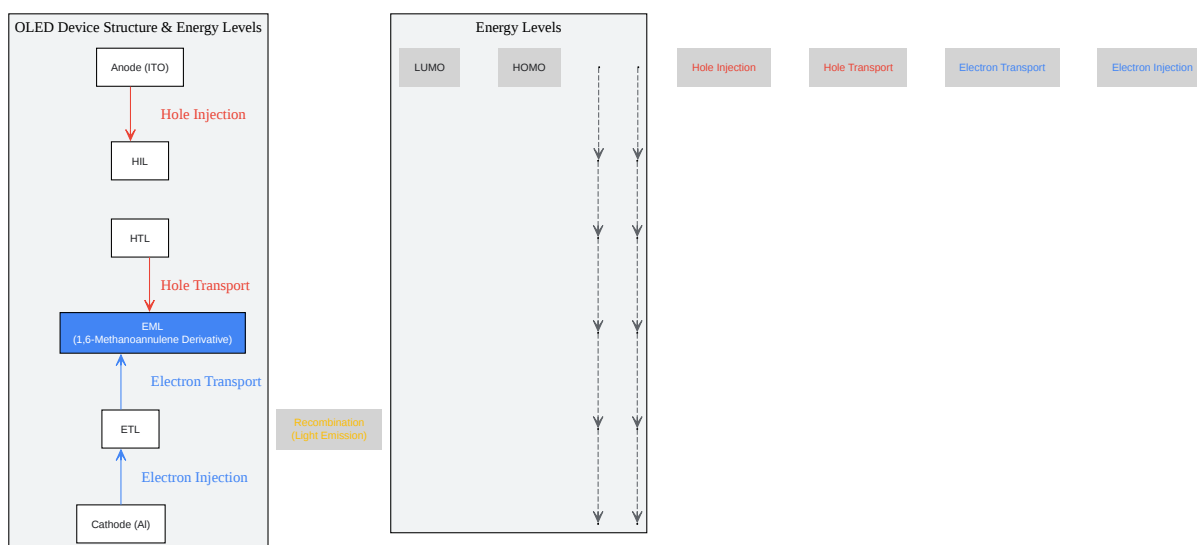 OLED Device Structure & Energy Levels
Anode (ITO)
Hole Injection
HIL
HTL
Hole Transport
EML
(1,6-Methanoannulene Derivative)
Electron Transport
ETL
Electron Injection
Cathode (Al)
Recombination
(Light Emission)
Energy Levels
LUMO
HOMO
Hole Injection
Hole Transport
Electron Transport
Electron Injection